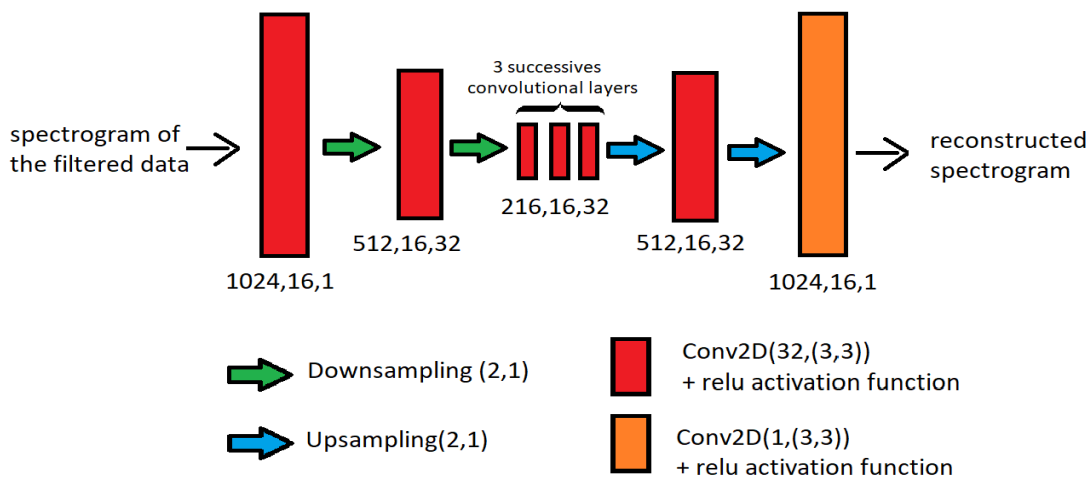 3 successives
convolutional layers
spectrogram of
the filtered data
reconstructed
spectrogram
216,16,32
512,16,32
512,16,32
1024,16,1
1024,16,1
Downsampling (2,1)
Conv2D(32,(3,3))
+ relu activation function
Upsampling(2,1)
Conv2D(1,(3,3))
+ relu activation function